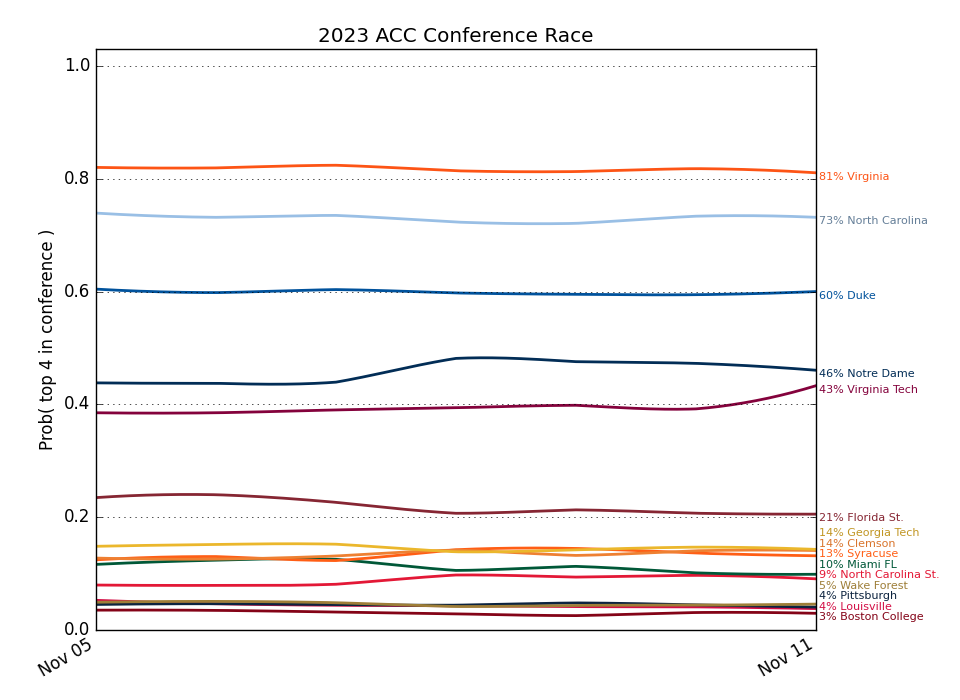 2023 ACC Conference Race
Prob( top 4 in conference )
1.0
0.8
0.6
0.4
0.2
0.0
Nov 05
Nov 11
81% Virginia
73% North Carolina
60% Duke
46% Notre Dame
43% Virginia Tech
21% Florida St.
14% Georgia Tech
14% Clemson
13% Syracuse
10% Miami FL
9% North Carolina St.
5% Wake Forest
4% Pittsburgh
4% Louisville
3% Boston College